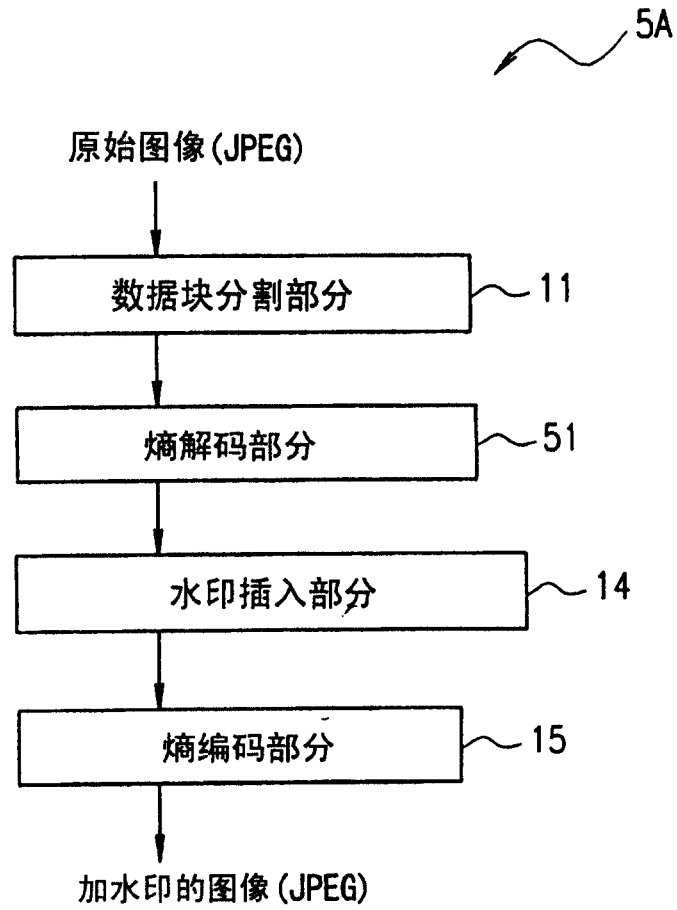 5A
原始图像(JPEG)
数据块分割部分
11
熵解码部分
51
水印插入部分
14
熵编码部分
15
加水印的图像(JPEG)